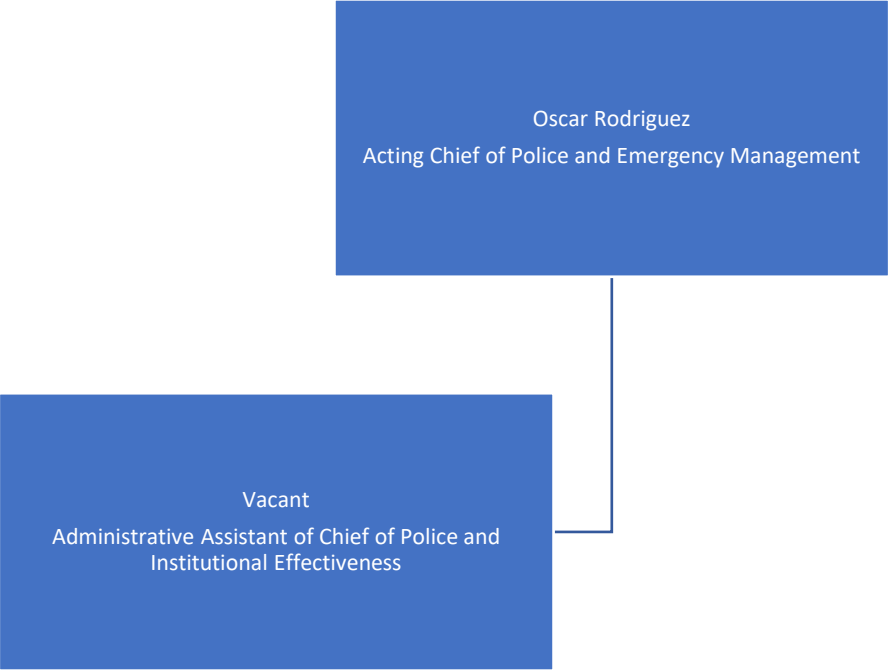 Oscar Rodriguez
Acting Chief of Police and Emergency Management
Vacant
Administrative Assistant of Chief of Police and
Institutional Effectiveness